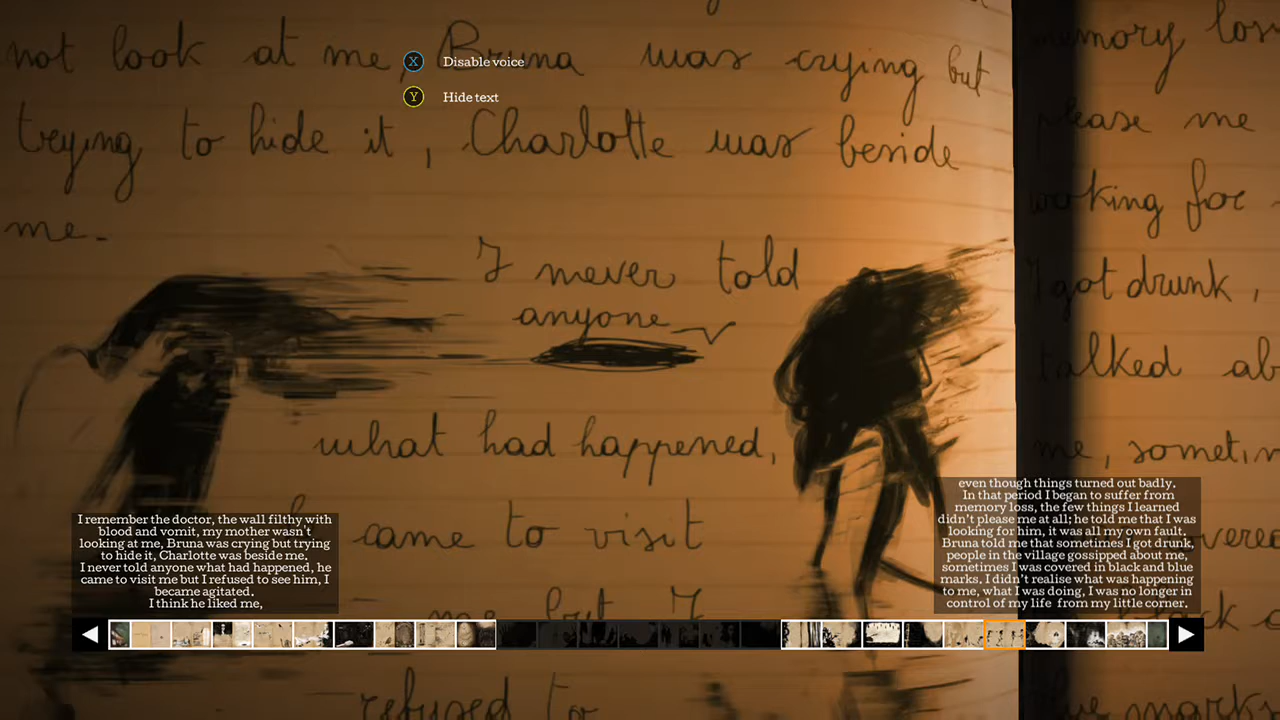 not look at me, Bruna was crying but
trying to hide it, Charlotte was beside
me.
I never told
anyone
what had happened,
came to visit
me but I
refused to
memory loss
please me
working for
I got drunk,
talked ab
me, sometim
overed
marks
X Disable voice
Y Hide text
I remember the doctor, the wall filthy with
blood and vomit, my mother wasn't
looking at me, Bruna was crying but trying
to hide it, Charlotte was beside me.
I never told anyone what had happened, he
came to visit me but I refused to see him, I
became agitated.
I think he liked me,
even though things turned out badly.
In that period I began to suffer from
memory loss, the few things I learned
didn't please me at all; he told me that I was
looking for him, it was all my own fault.
Bruna told me that sometimes I got drunk,
people in the village gossipped about me,
sometimes I was covered in black and blue
marks. I didn't realise what was happening
to me, what I was doing, I was no longer in
control of my life from my little corner.